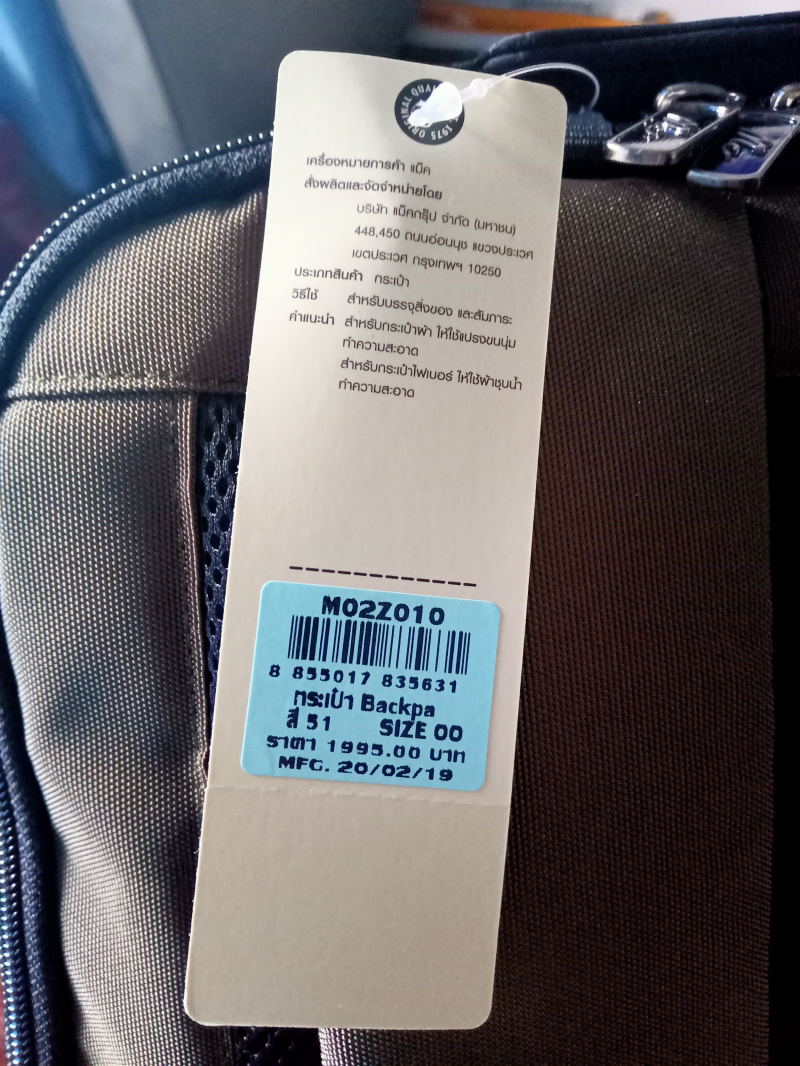 ORIGINAL QUA
1975
เครื่องหมายการค้า แม็ค
สั่งผลิตและจัดจำหน่ายโดย
บริษัท แม็คกรุ๊ป จำกัด (มหาชน)
448,450 ถนนอ่อนนุช แขวงประเวศ
เขตประเวศ กรุงเทพฯ 10250
ประเภทสินค้า กระเป๋า
วิธีใช้ สำหรับบรรจุสิ่งของ และสัมภาระ
คำแนะนำ สำหรับกระเป๋าผ้า ให้ใช้แปรงขนนุ่ม
ทำความสะอาด
สำหรับกระเป๋าไฟเบอร์ ให้ใช้ผ้าชุบน้ำ
ทำความสะอาด
M02Z010
8 855017 835631
กระเป๋า Backpa
สี 51 SIZE 00
ราคา 1995.00 บาท
MFG. 20/02/19